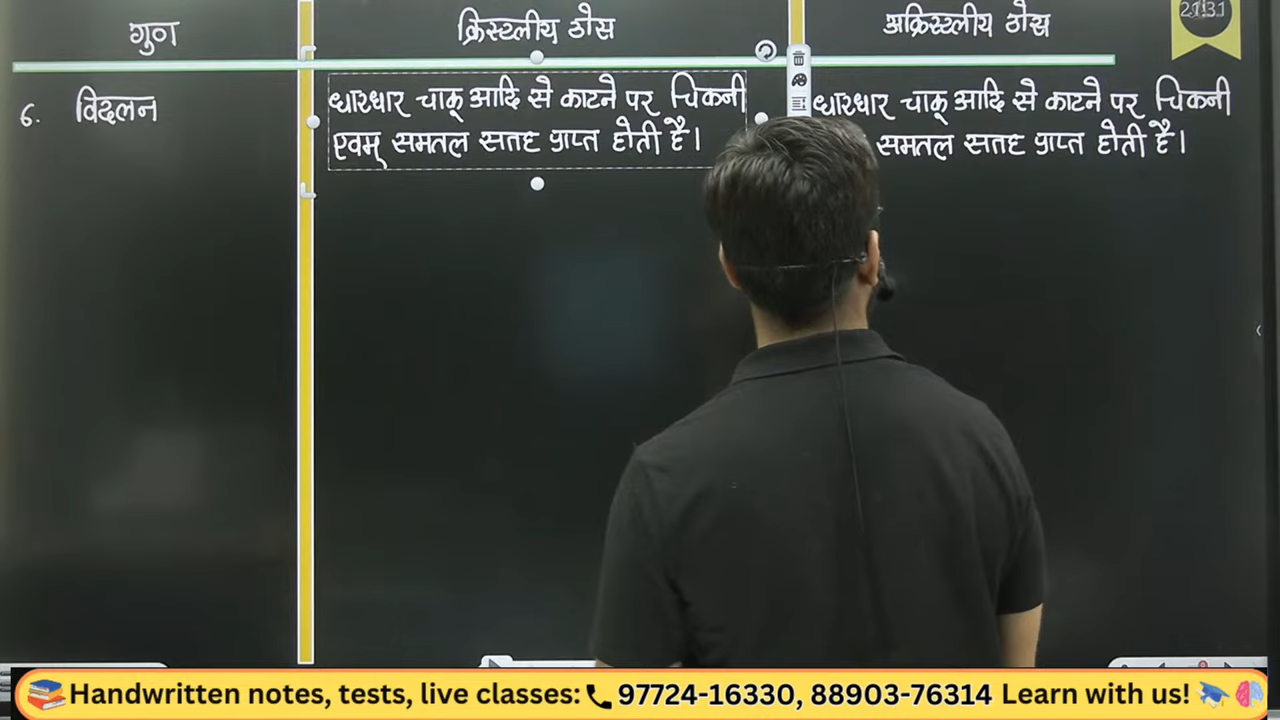 गुण
क्रिस्टलीय ठोस
अक्रिस्टलीय ठोस
21:31
6. विदलन
धारधार चाकू आदि से काटने पर चिकनी
एवम् समतल सतह प्राप्त होती है।
धारधार चाकू आदि से काटने पर चिकनी
समतल सतह प्राप्त होती है।
Handwritten notes, tests, live classes: 97724-16330, 88903-76314 Learn with us!